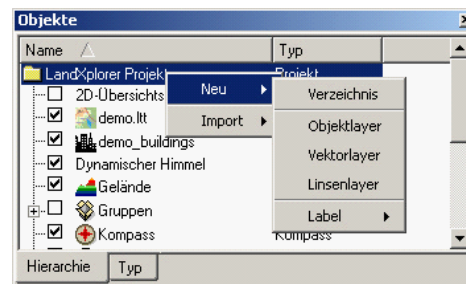 Objekte
Name Typ
LandXplorer Projekt Projekt
2D-Übersichts
demo.ltt
demo_buildings
Dynamischer Himmel
Gelände
Gruppen
Kompass Kompass
Neu
Import
Verzeichnis
Objektlayer
Vektorlayer
Linsenlayer
Label
Hierarchie Typ